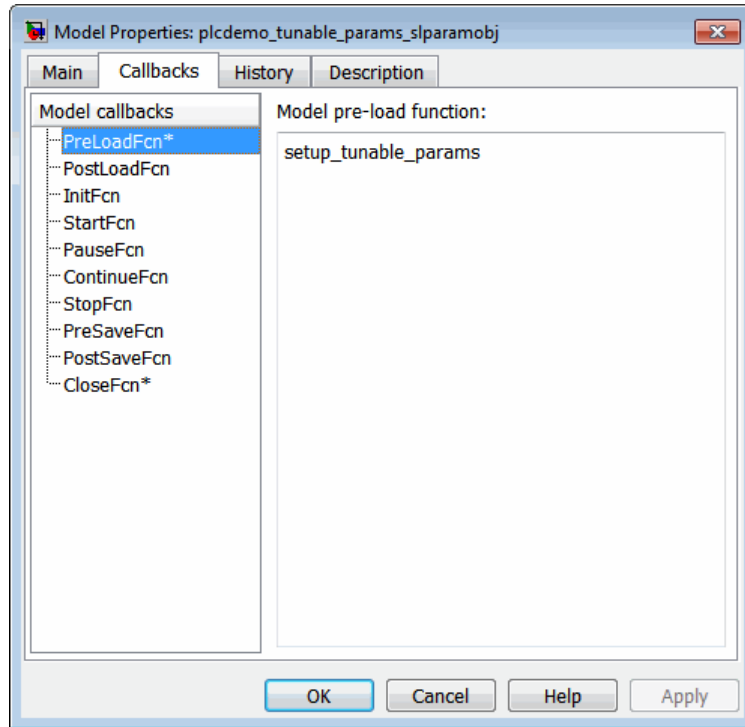 Model Properties: plcdemo_tunable_params_slparamobj
Main Callbacks History Description
Model callbacks
PreLoadFcn*
PostLoadFcn
InitFcn
StartFcn
PauseFcn
ContinueFcn
StopFcn
PreSaveFcn
PostSaveFcn
CloseFcn*
Model pre-load function:
setup_tunable_params
OK Cancel Help Apply